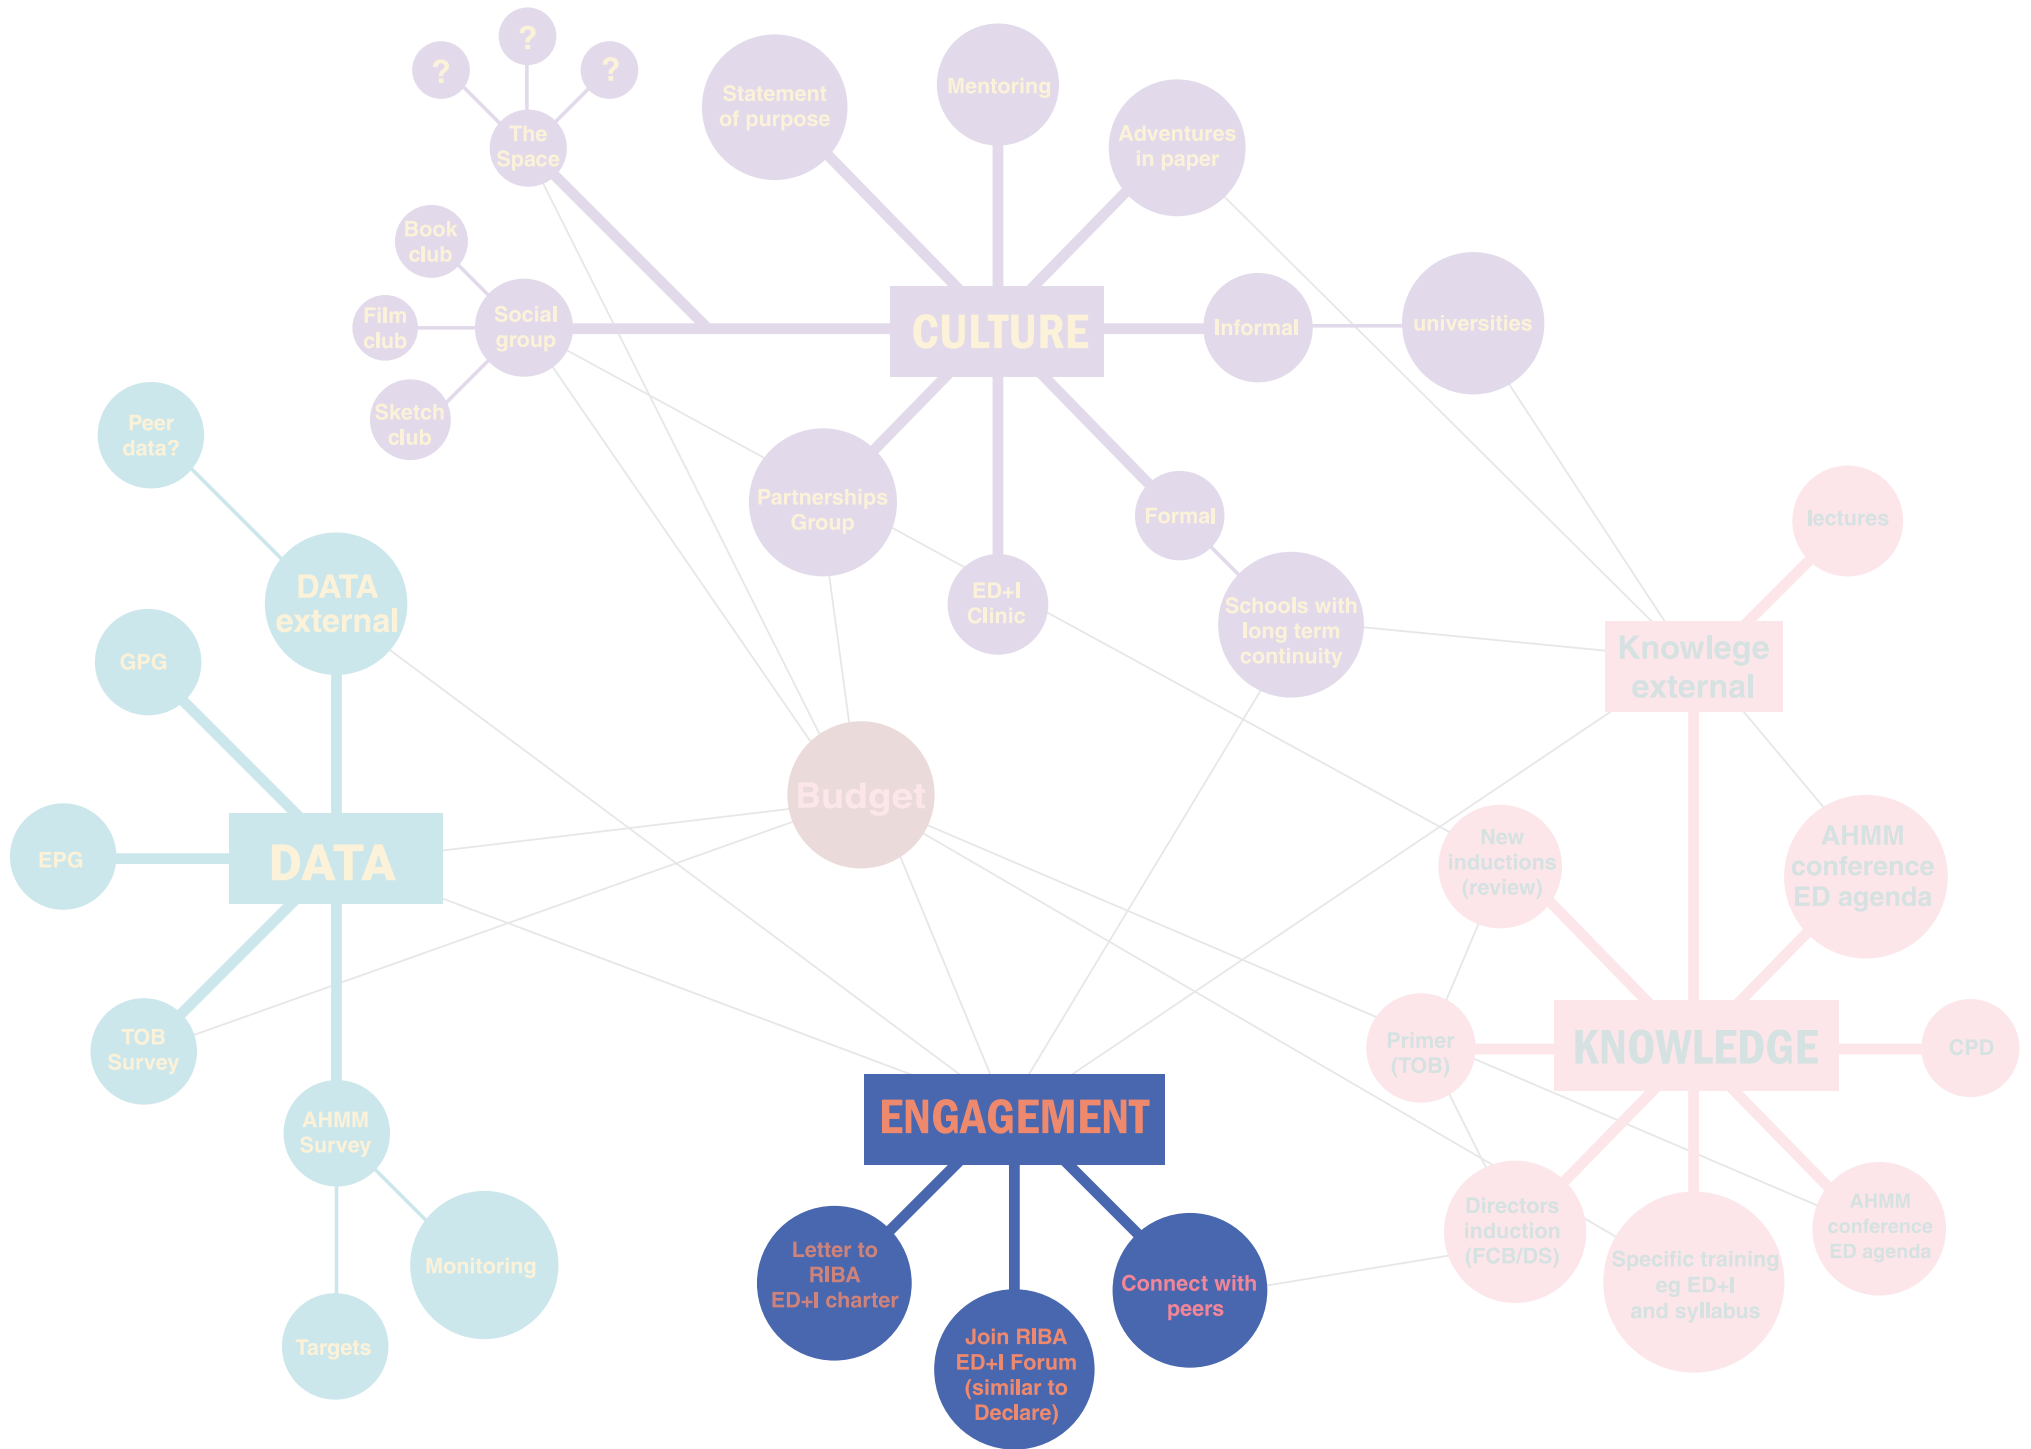 ?
?
?
The
Space
Statement
of purpose
Mentoring
Adventures
in paper
Book
club
Film
club
Social
group
Sketch
club
CULTURE
Informal
universities
Peer
data?
Partnerships
Group
Formal
lectures
DATA
external
ED+I
Clinic
Schools with
long term
continuity
Knowlege
external
GPG
Budget
EPG
DATA
New
inductions
(review)
AHMM
conference
ED agenda
TOB
Survey
Primer
(TOB)
KNOWLEDGE
CPD
AHMM
Survey
ENGAGEMENT
Monitoring
Targets
Letter to
RIBA
ED+I charter
Join RIBA
ED+I Forum
(similar to
Declare)
Connect with
peers
Directors
induction
(FCB/DS)
Specific training
eg ED+I
and syllabus
AHMM
conference
ED agenda